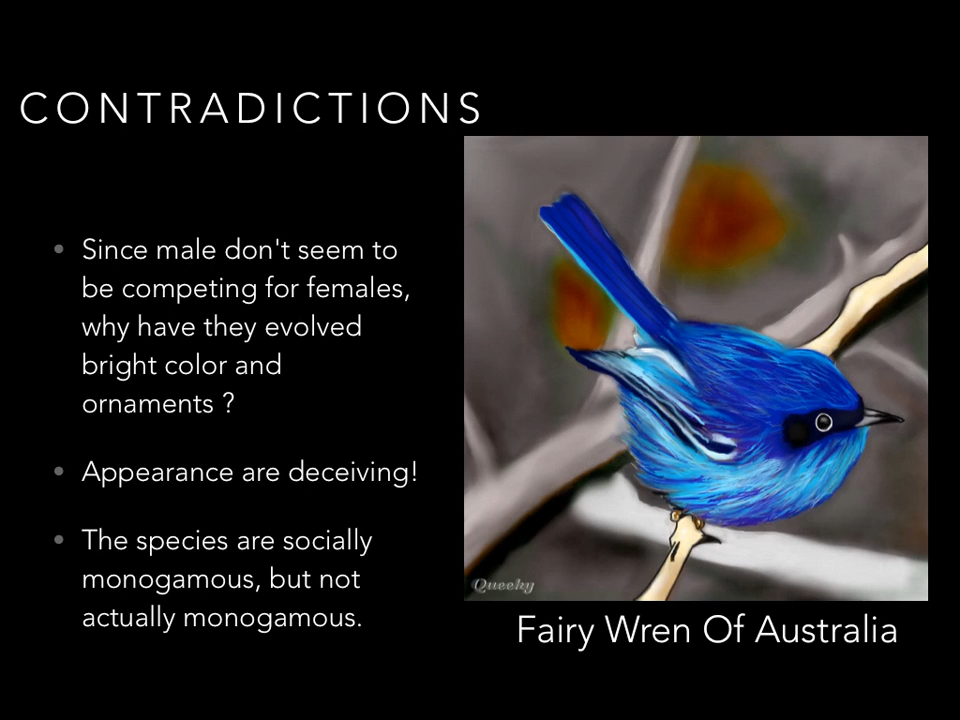 CONTRADICTIONS
• Since male don't seem to
be competing for females,
why have they evolved
bright color and
ornaments ?
• Appearance are deceiving!
• The species are socially
monogamous, but not
actually monogamous.
Queeky
Fairy Wren Of Australia